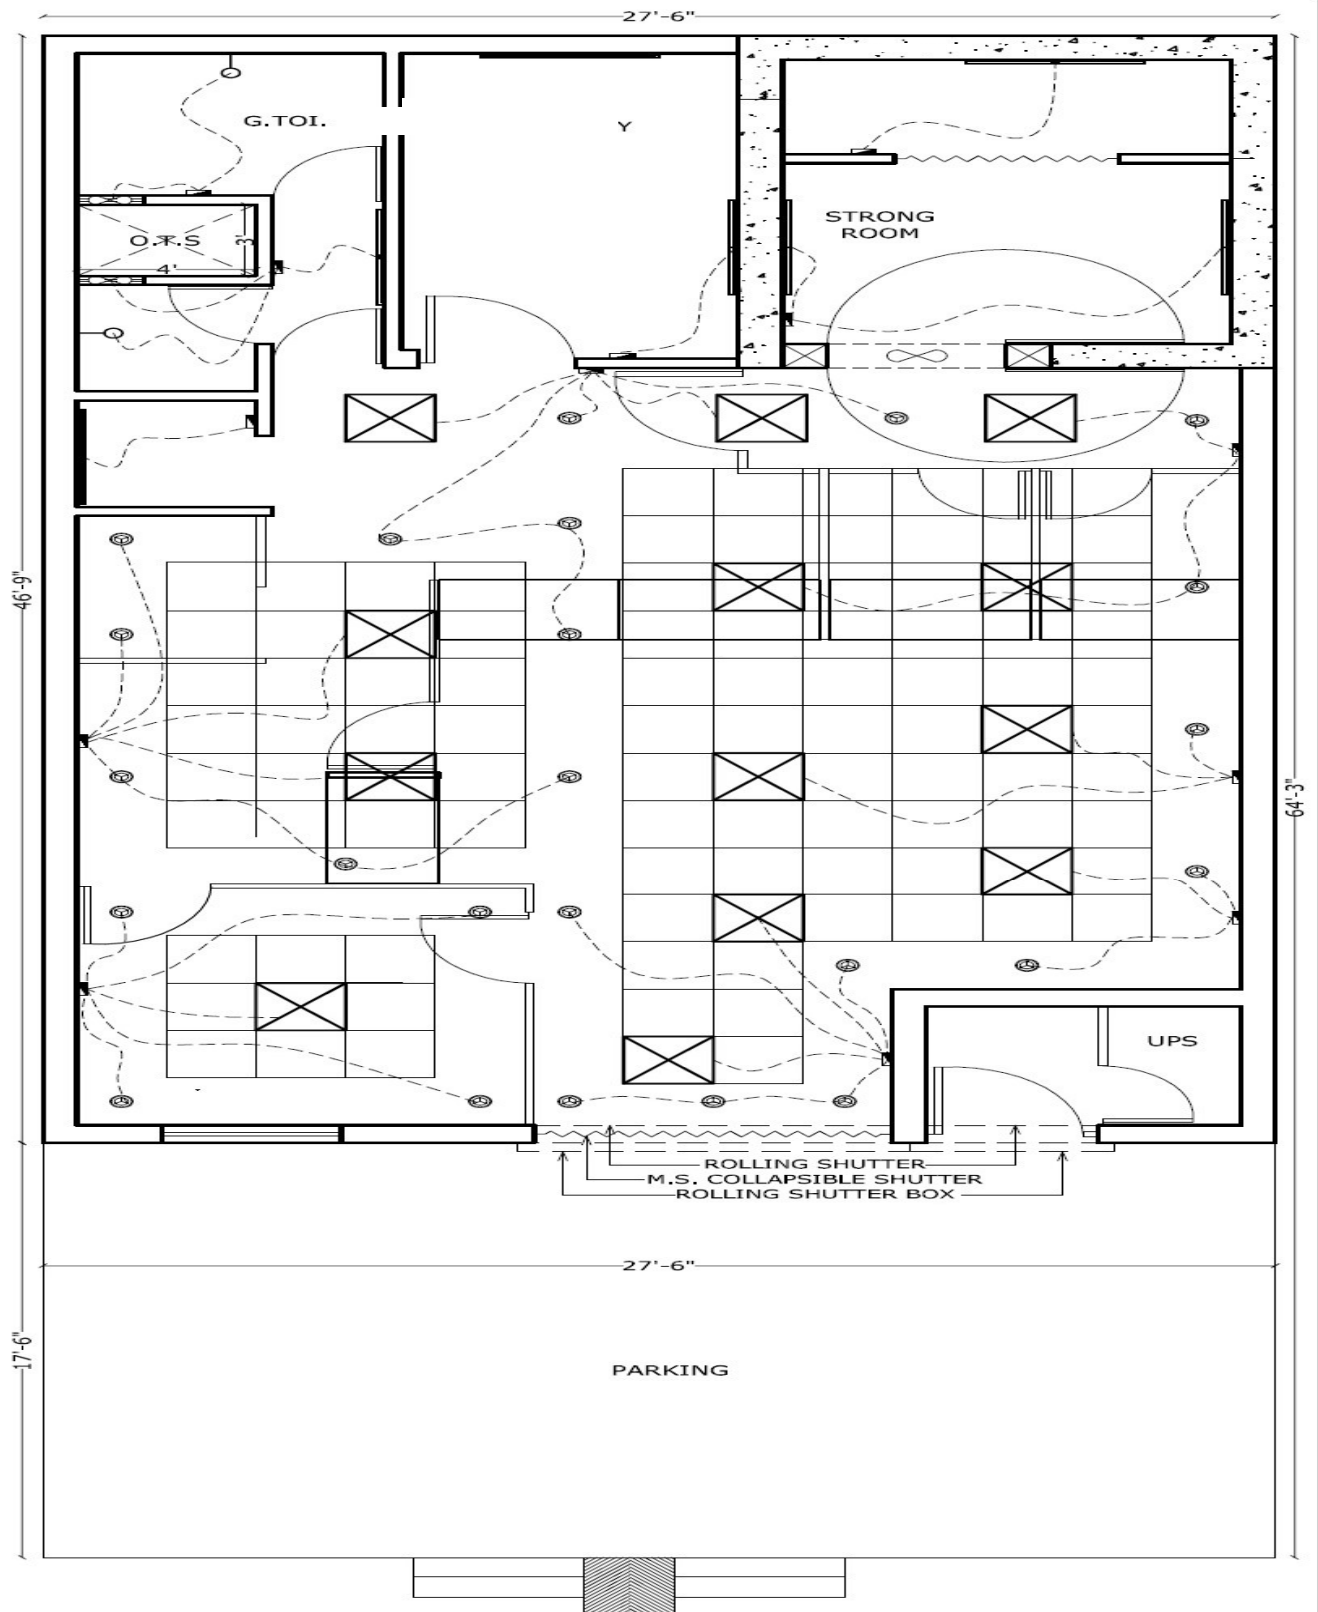 27'-6"
G.TOI.
Y
STRONG
ROOM
O.T.S
3'
4'
46'-9"
64'-3"
UPS
ROLLING SHUTTER
M.S. COLLAPSIBLE SHUTTER
ROLLING SHUTTER BOX
27'-6"
17'-6"
PARKING